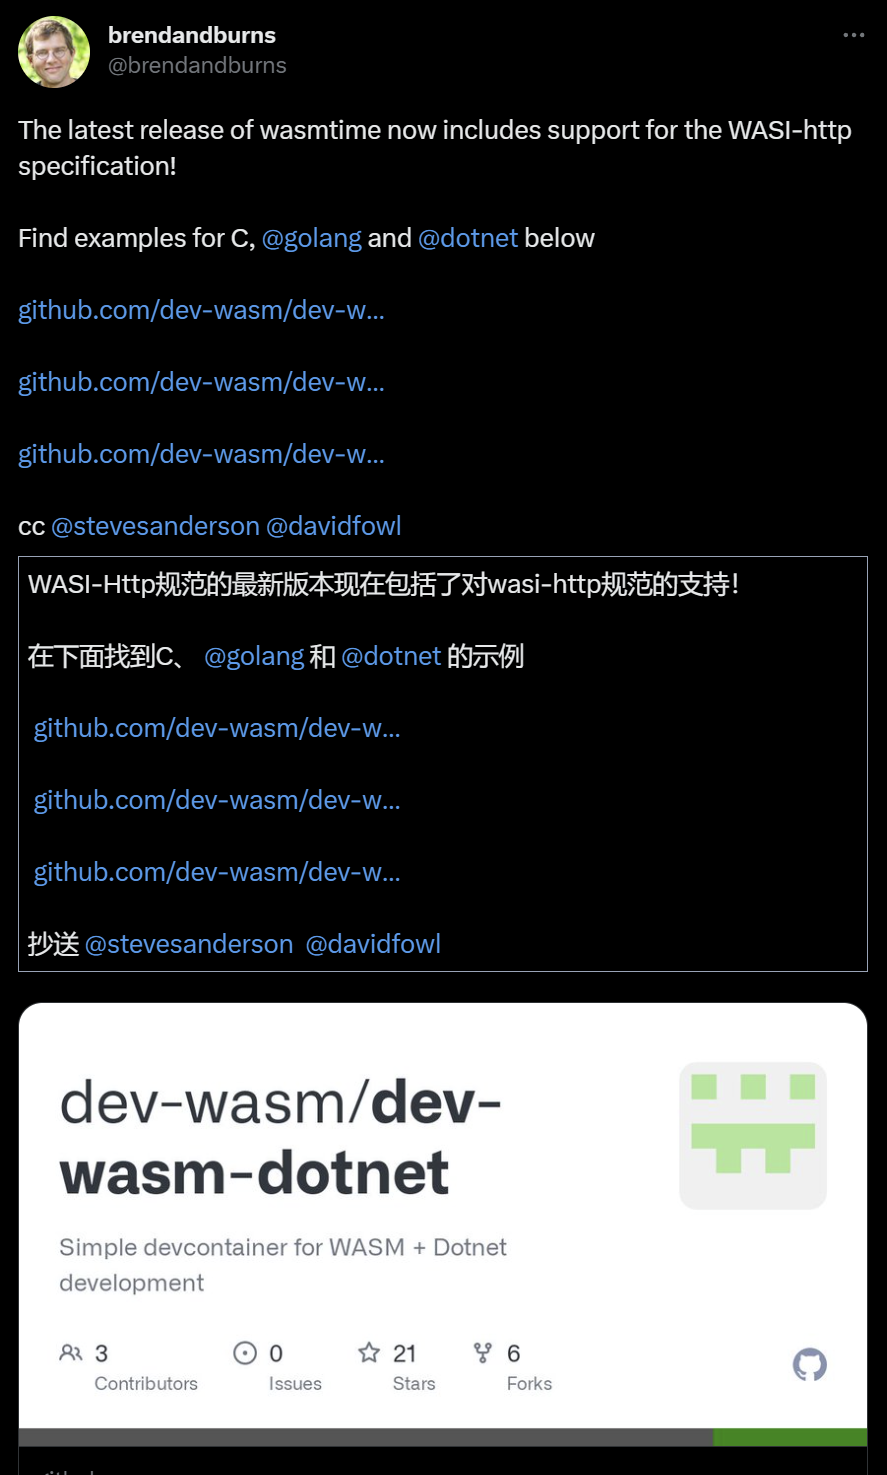 brendandburns
@brendandburns
The latest release of wasmtime now includes support for the WASI-http
specification!
Find examples for C, @golang and @dotnet below
github.com/dev-wasm/dev-w…
github.com/dev-wasm/dev-w…
github.com/dev-wasm/dev-w…
cc @stevesanderson @davidfowl
WASI-Http规范的最新版本现在包括了对wasi-http规范的支持！
在下面找到C、 @golang 和 @dotnet 的示例
github.com/dev-wasm/dev-w…
github.com/dev-wasm/dev-w…
github.com/dev-wasm/dev-w…
抄送 @stevesanderson @davidfowl
dev-wasm/dev-
wasm-dotnet
Simple devcontainer for WASM + Dotnet
development
3 0 21 6
Contributors Issues Stars Forks